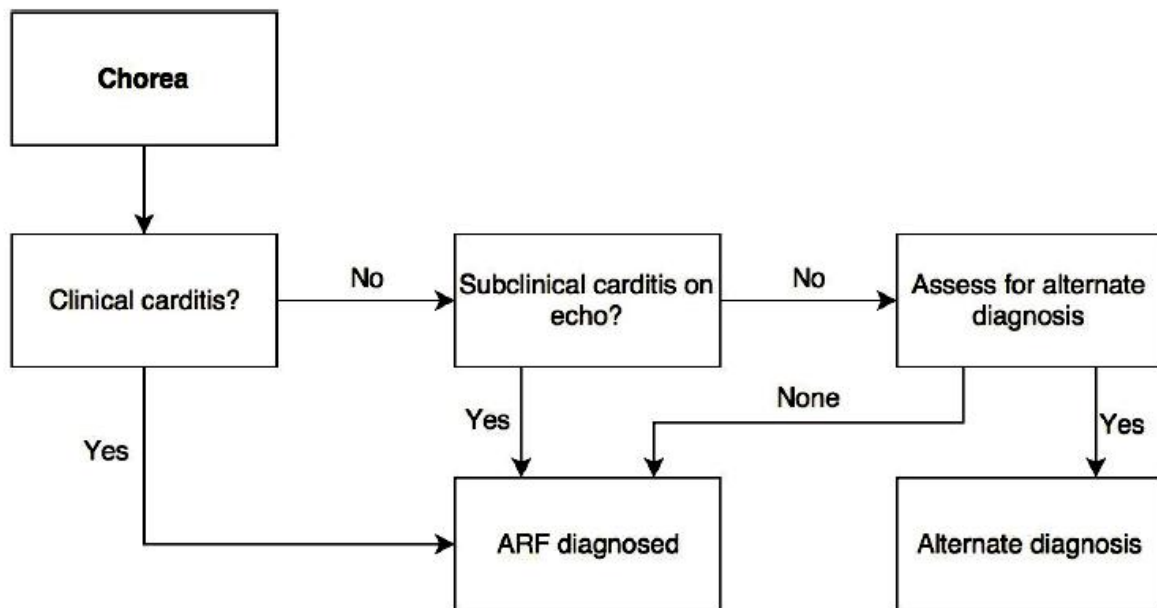 Chorea
Clinical carditis?
No
Subclinical carditis on
echo?
No
Assess for alternate
diagnosis
Yes
Yes
None
Yes
ARF diagnosed
Alternate diagnosis